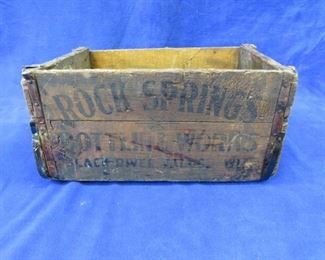 ROCK SPRINGS
BOTTLING WORKS
BLACK RIVER FALLS, WIS.